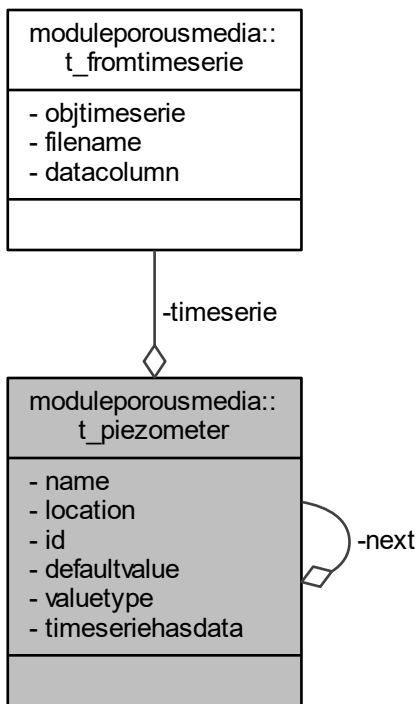 moduleporousmedia::
t_fromtimeserie
- objtimeserie
- filename
- datacolumn
-timeserie
moduleporousmedia::
t_piezometer
- name
- location
- id
- defaultvalue
- valuetype
- timeseriehasdata
-next